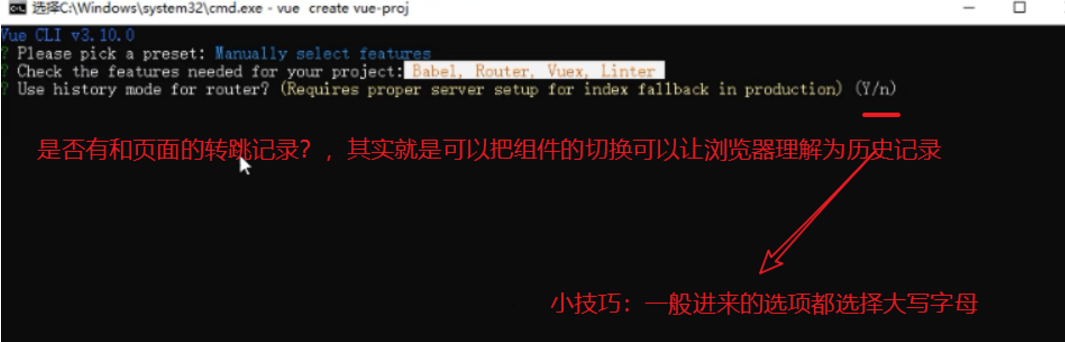 选择C:\Windows\system32\cmd.exe - vue  create vue-proj
Vue CLI v3.10.0
? Please pick a preset: Manually select features
? Check the features needed for your project: Babel, Router, Vuex, Linter
? Use history mode for router? (Requires proper server setup for index fallback in production) (Y/n)
是否有和页面的转跳记录？，其实就是可以把组件的切换可以让浏览器理解为历史记录
小技巧：一般进来的选项都选择大写字母